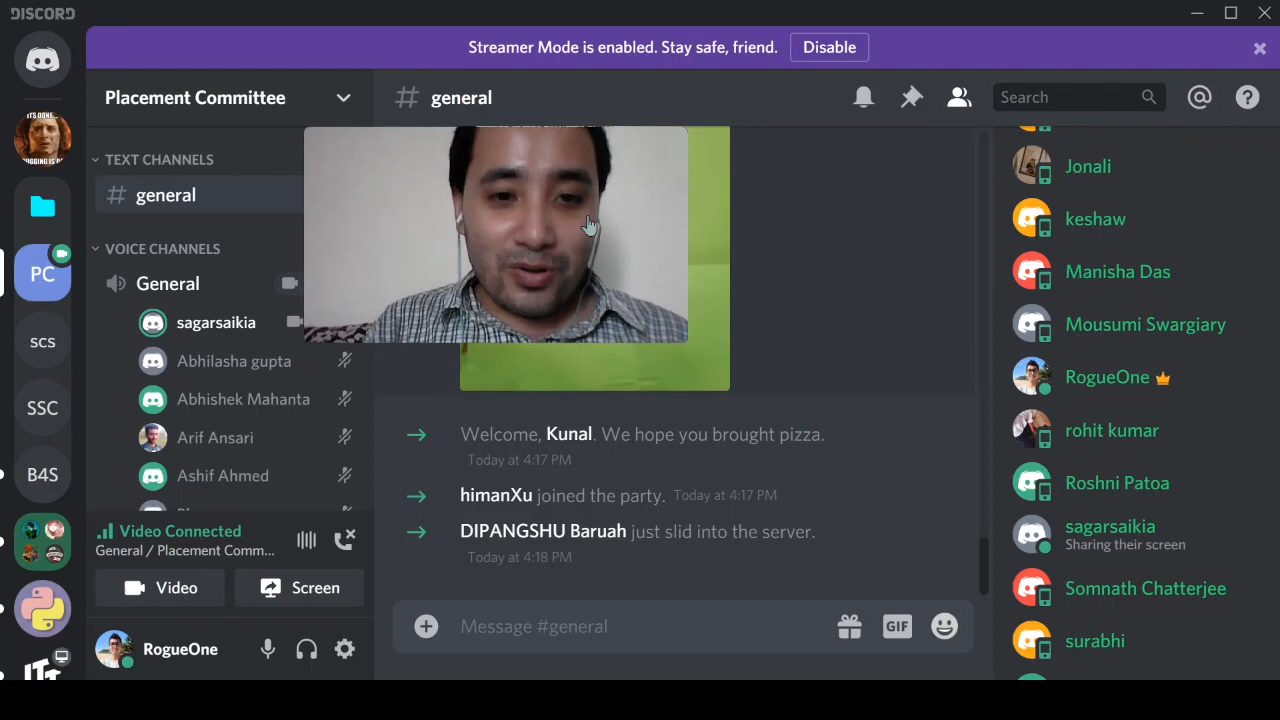 DISCORD
Streamer Mode is enabled. Stay safe, friend.
Disable
Placement Committee
general
Search
TEXT CHANNELS
general
VOICE CHANNELS
General
sagarsaikia
Abhilasha gupta
Abhishek Mahanta
Arif Ansari
Ashif Ahmed
Video Connected
General / Placement Comm...
Video
Screen
RogueOne
ITS DONE..
PC
scs
SSC
B4S
Welcome, Kunal. We hope you brought pizza.
Today at 4:17 PM
himanXu joined the party. Today at 4:17 PM
DIPANGSHU Baruah just slid into the server.
Today at 4:18 PM
Message #general
GIF
Jonali
keshaw
Manisha Das
Mousumi Swargiary
RogueOne
rohit kumar
Roshni Patoa
sagarsaikia
Sharing their screen
Somnath Chatterjee
surabhi